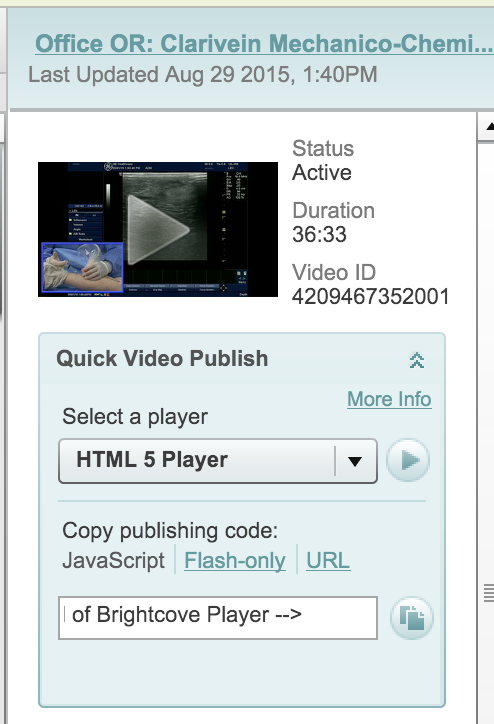 Office OR: Clarivein Mechanico-Chemi...
Last Updated Aug 29 2015, 1:40PM
Status
Active
Duration
36:33
Video ID
4209467352001
Quick Video Publish
More Info
Select a player
HTML 5 Player
Copy publishing code:
JavaScript Flash-only URL
of Brightcove Player -->